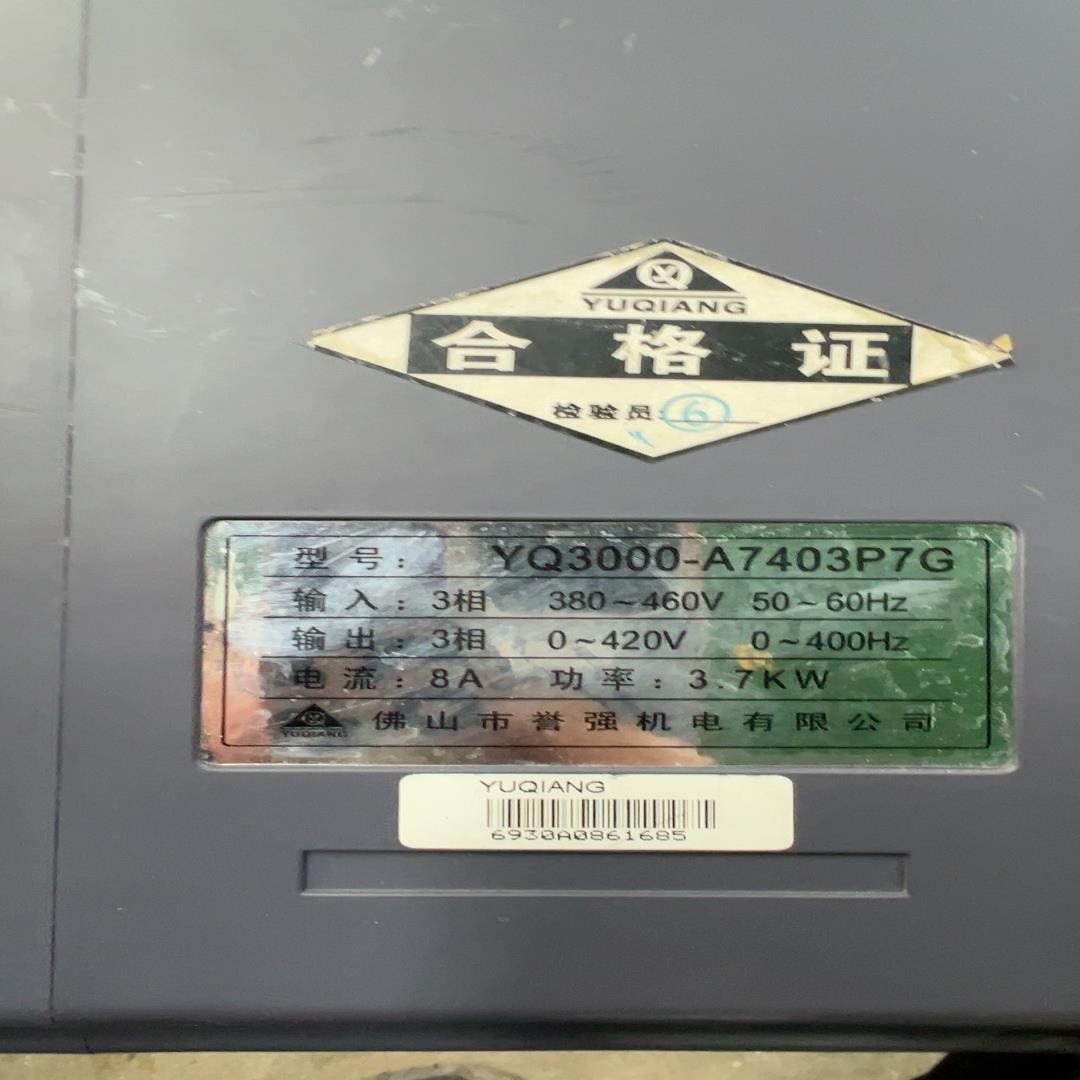 YUQIANG
合格证
检验员:⑥
型号: YQ3000-A7403P7G
输入: 3相 380~460V 50~60Hz
输出: 3相 0~420V 0~400Hz
电流: 8A 功率: 3.7KW
YUQIANG 佛山市誉强机电有限公司
YUQIANG
6930A0861685